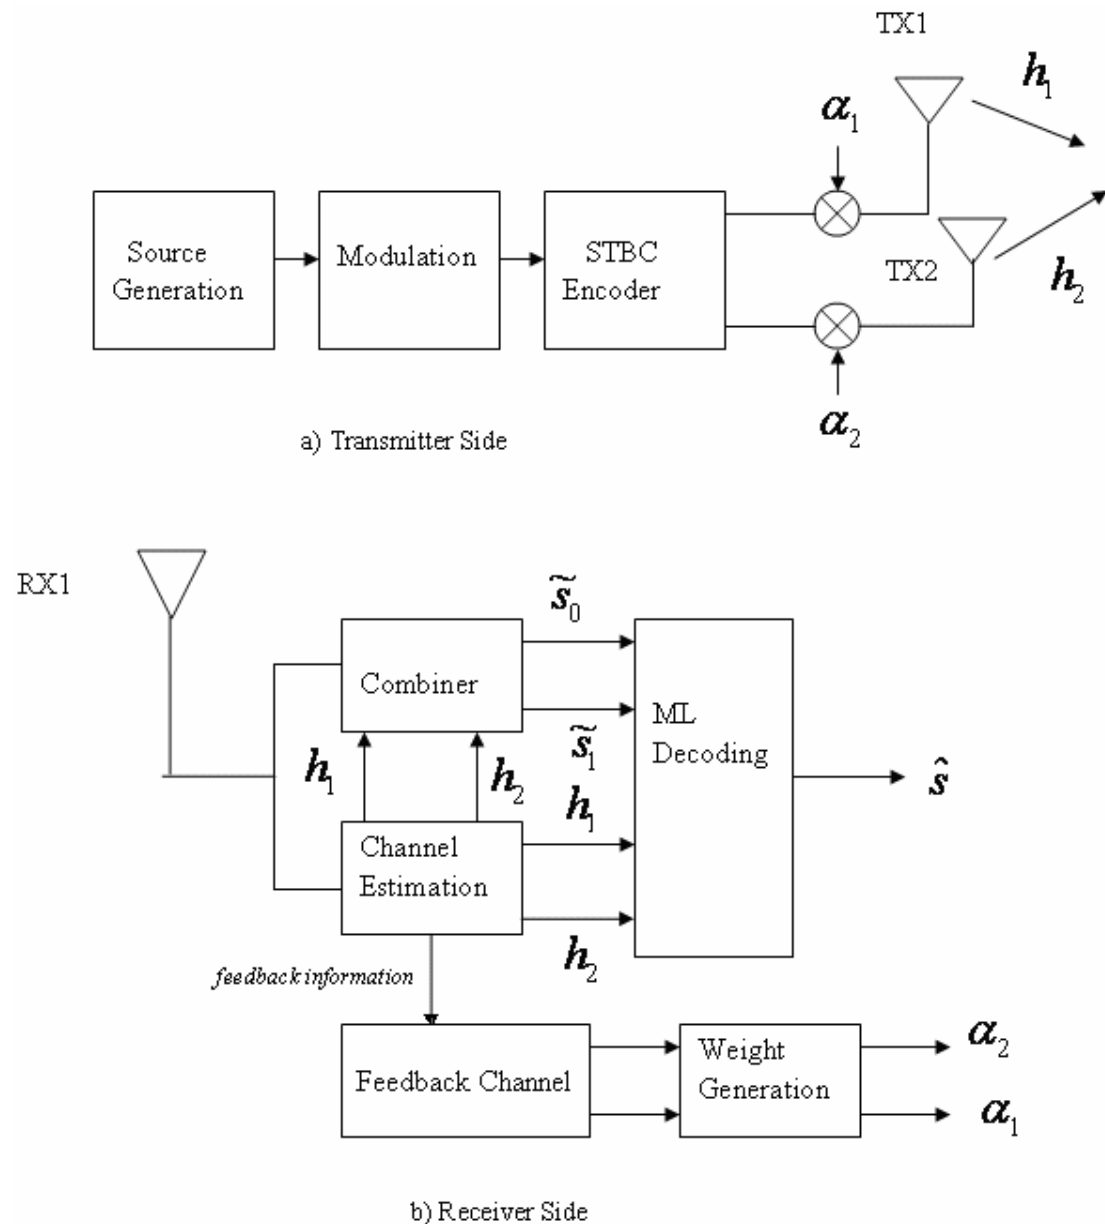 TX1
h₁
α₁
Source
Generation
Modulation
STBC
Encoder
TX2
h₂
α₂
a) Transmitter Side
RX1
s̃₀
Combiner
s̃₁
ML
Decoding
h₁
h₂
h₁
ŝ
Channel
Estimation
h₂
feedback information
Feedback Channel
Weight
Generation
α₂
α₁
b) Receiver Side